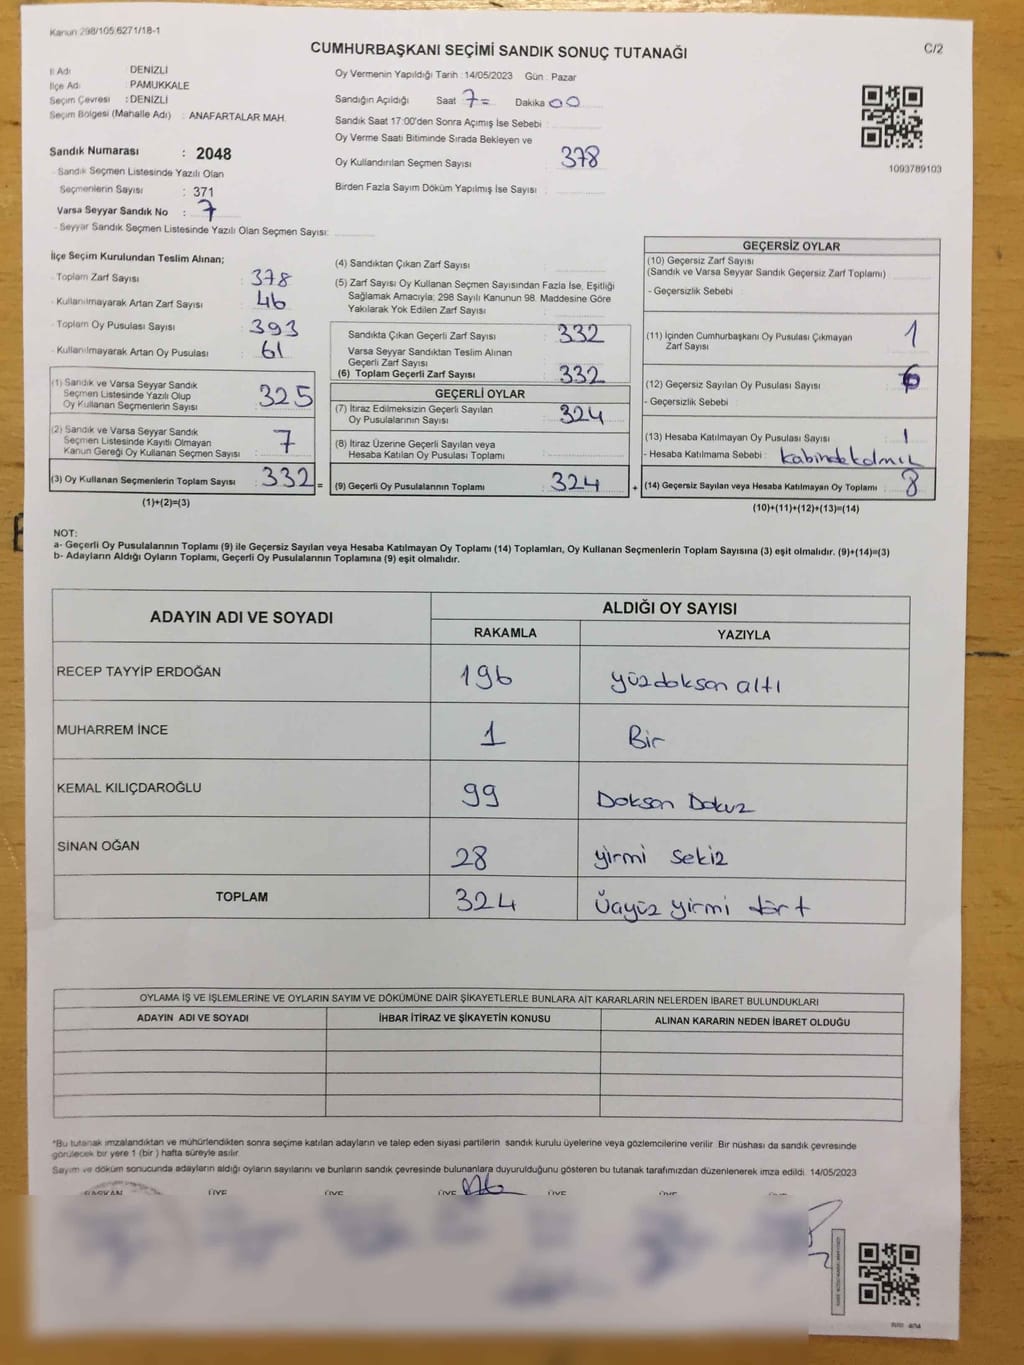 Kanun:298/105,6271/18-1
CUMHURBAŞKANI SEÇİMİ SANDIK SONUÇ TUTANAĞI
C/2
İl Adı : DENİZLİ
İlçe Adı : PAMUKKALE
Seçim Çevresi : DENİZLİ
Seçim Bölgesi (Mahalle Adı) : ANAFARTALAR MAH.
Sandık Numarası : 2048
Sandık Seçmen Listesinde Yazılı Olan
Seçmenlerin Sayısı : 371
Varsa Seyyar Sandık No : 7
Seyyar Sandık Seçmen Listesinde Yazılı Olan Seçmen Sayısı:
Oy Vermenin Yapıldığı Tarih : 14/05/2023 Gün : Pazar
Sandığın Açıldığı Saat 7= Dakika 00
Sandık Saat 17:00'den Sonra Açımış İse Sebebi :
Oy Verme Saati Bitiminde Sırada Bekleyen ve
Oy Kullandırılan Seçmen Sayısı : 378
Birden Fazla Sayım Döküm Yapılmış İse Sayısı :
1093789103
İlçe Seçim Kurulundan Teslim Alınan;
- Toplam Zarf Sayısı : 378
- Kullanılmayarak Artan Zarf Sayısı : 46
- Toplam Oy Pusulası Sayısı : 393
- Kullanılmayarak Artan Oy Pusulası : 61
(1) Sandık ve Varsa Seyyar Sandık
Seçmen Listesinde Yazılı Olup
Oy Kullanan Seçmenlerin Sayısı : 325
(2) Sandık ve Varsa Seyyar Sandık
Seçmen Listesinde Kayıtlı Olmayan
Kanun Gereği Oy Kullanan Seçmen Sayısı : 7
(3) Oy Kullanan Seçmenlerin Toplam Sayısı : 332 =
(1)+(2)=(3)
(4) Sandıktan Çıkan Zarf Sayısı :
(5) Zarf Sayısı Oy Kullanan Seçmen Sayısından Fazla İse, Eşitliği
Sağlamak Amacıyla; 298 Sayılı Kanunun 98. Maddesine Göre
Yakılarak Yok Edilen Zarf Sayısı :
Sandıkta Çıkan Geçerli Zarf Sayısı : 332
Varsa Seyyar Sandıktan Teslim Alınan
Geçerli Zarf Sayısı :
(6) Toplam Geçerli Zarf Sayısı : 332
GEÇERLİ OYLAR
(7) İtiraz Edilmeksizin Geçerli Sayılan
Oy Pusulalarının Sayısı : 324
(8) İtiraz Üzerine Geçerli Sayılan veya
Hesaba Katılan Oy Pusulası Toplamı :
(9) Geçerli Oy Pusulalarının Toplamı : 324 +
GEÇERSİZ OYLAR
(10) Geçersiz Zarf Sayısı
(Sandık ve Varsa Seyyar Sandık Geçersiz Zarf Toplamı) :
- Geçersizlik Sebebi :
(11) İçinden Cumhurbaşkanı Oy Pusulası Çıkmayan
Zarf Sayısı : 1
(12) Geçersiz Sayılan Oy Pusulası Sayısı : 6
- Geçersizlik Sebebi :
(13) Hesaba Katılmayan Oy Pusulası Sayısı : 1
- Hesaba Katılmama Sebebi : kabinde kalmış
(14) Geçersiz Sayılan veya Hesaba Katılmayan Oy Toplamı : 8
(10)+(11)+(12)+(13)=(14)
NOT:
a- Geçerli Oy Pusulalarının Toplamı (9) ile Geçersiz Sayılan veya Hesaba Katılmayan Oy Toplamı (14) Toplamları, Oy Kullanan Seçmenlerin Toplam Sayısına (3) eşit olmalıdır. (9)+(14)=(3)
b- Adayların Aldığı Oyların Toplamı, Geçerli Oy Pusulalarının Toplamına (9) eşit olmalıdır.
ADAYIN ADI VE SOYADI
ALDIĞI OY SAYISI
RAKAMLA YAZIYLA
RECEP TAYYİP ERDOĞAN 196 yüzdoksan altı
MUHARREM İNCE 1 Bir
KEMAL KILIÇDAROĞLU 99 Doksan Dokuz
SİNAN OĞAN 28 yirmi sekiz
TOPLAM 324 Üçyüz yirmi dört
OYLAMA İŞ VE İŞLEMLERİNE VE OYLARIN SAYIM VE DÖKÜMÜNE DAİR ŞİKAYETLERLE BUNLARA AİT KARARLARIN NELERDEN İBARET BULUNDUKLARI
ADAYIN ADI VE SOYADI İHBAR İTİRAZ VE ŞİKAYETİN KONUSU ALINAN KARARIN NEDEN İBARET OLDUĞU
*Bu tutanak imzalandıktan ve mühürlendikten sonra seçime katılan adayların ve talep eden siyasi partilerin sandık kurulu üyelerine veya gözlemcilerine verilir. Bir nüshası da sandık çevresinde
görülecek bir yere 1 (bir ) hafta süreyle asılır.
Sayım ve döküm sonucunda adayların aldığı oyların sayılarını ve bunların sandık çevresinde bulunanlara duyurulduğunu gösteren bu tutanak tarafımızdan düzenlenerek imza edildi. 14/05/2023
BAŞKAN ÜYE ÜYE ÜYE ÜYE ÜYE ÜYE